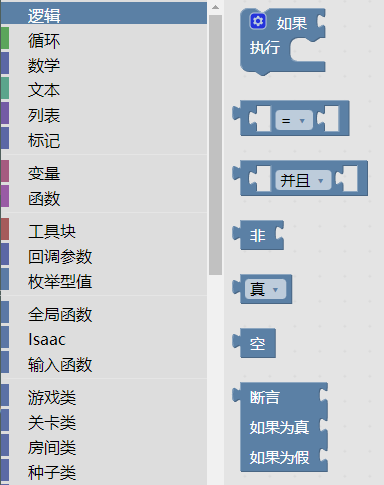 逻辑
循环
数学
文本
列表
标记
变量
函数
工具块
回调参数
枚举型值
全局函数
Isaac
输入函数
游戏类
关卡类
房间类
种子类
如果
执行
=
并且
非
真
空
断言
如果为真
如果为假